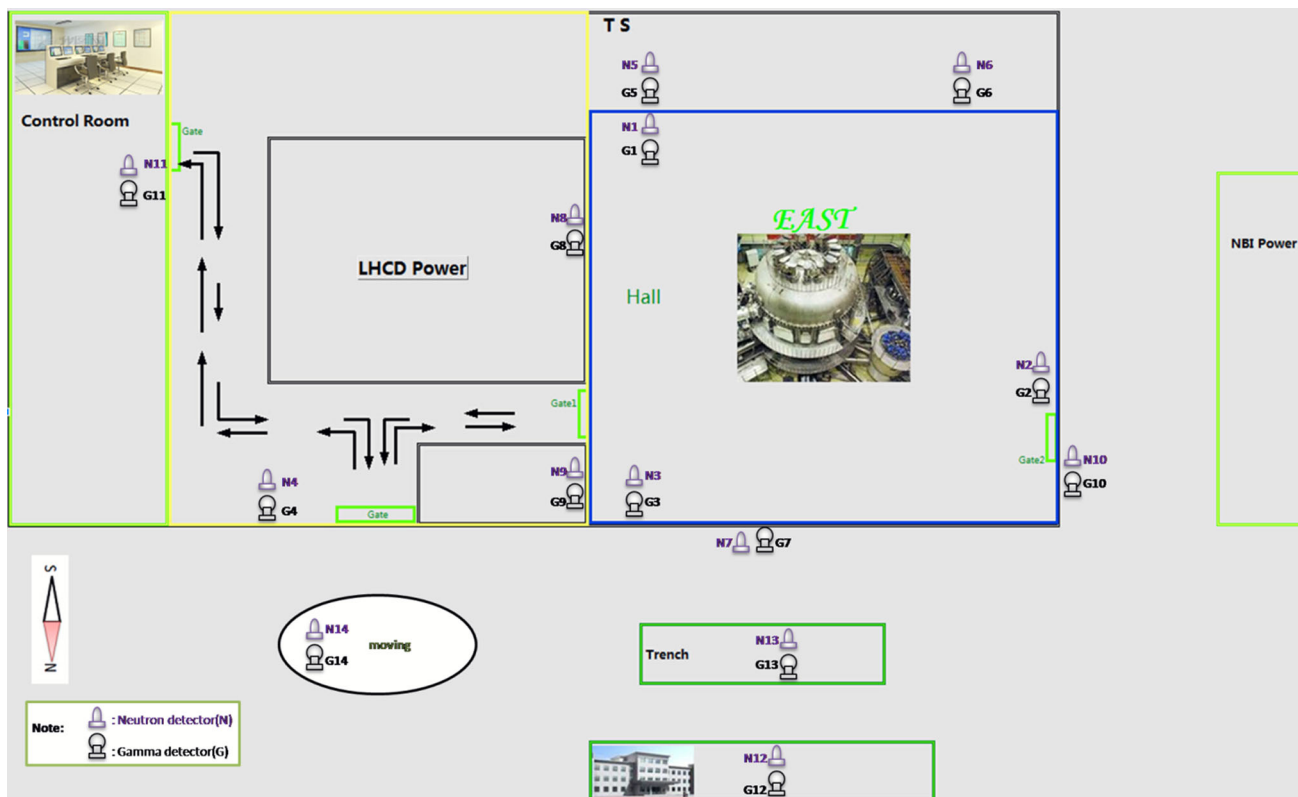 T S
N5
N6
G5
G6
Control Room
Gate
N1
G1
N11
G11
N8
G8
EAST
NBI Power
LHCD Power
Hall
N2
G2
Gate1
Gate2
N10
G10
N9
G9
N3
G3
N4
G4
Gate
N7
G7
S
N
N14
G14
moving
Trench
N13
G13
Note:
: Neutron detector(N)
: Gamma detector(G)
N12
G12